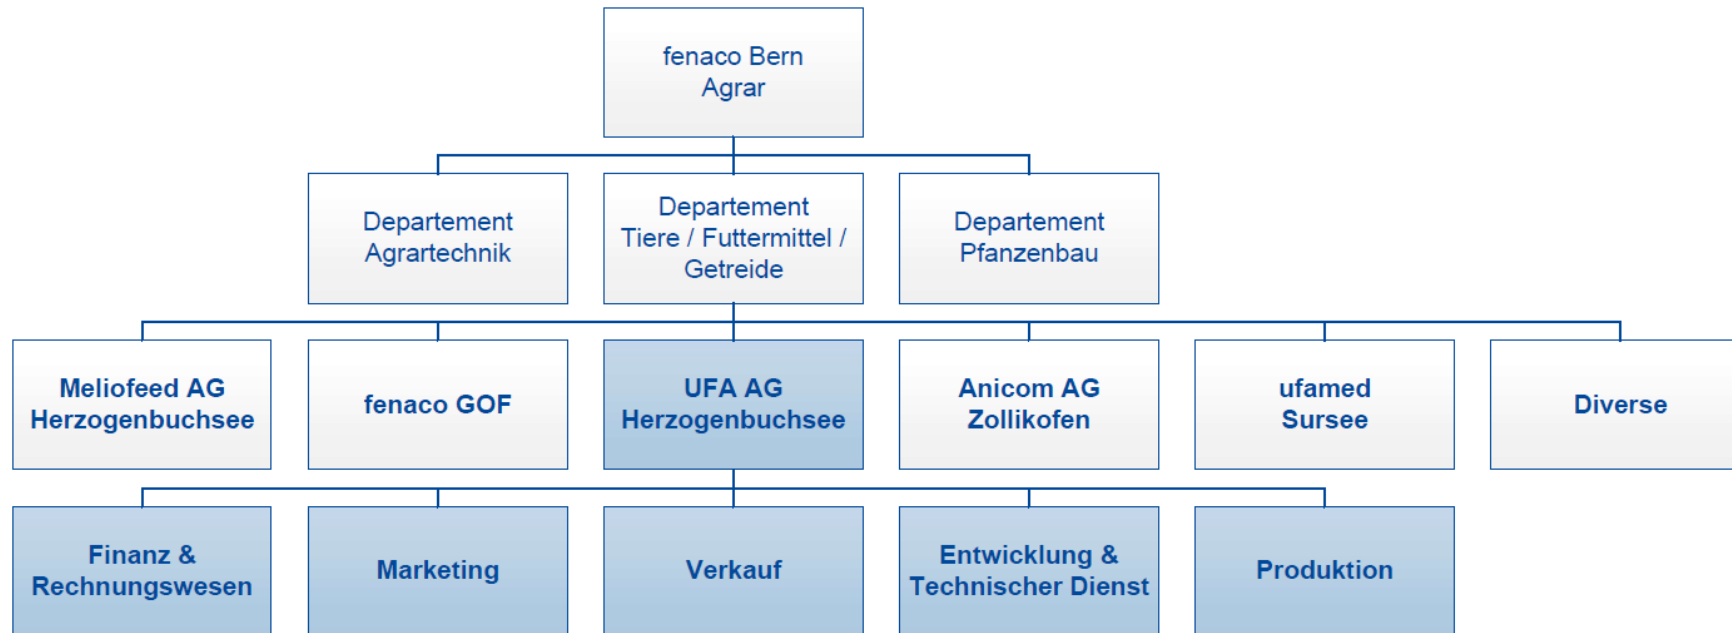 fenaco Bern
Agrar
Departement
Agrartechnik
Departement
Tiere / Futtermittel /
Getreide
Departement
Pfanzenbau
Meliofeed AG
Herzogenbuchsee
fenaco GOF
UFA AG
Herzogenbuchsee
Anicom AG
Zollikofen
ufamed
Sursee
Diverse
Finanz &
Rechnungswesen
Marketing
Verkauf
Entwicklung &
Technischer Dienst
Produktion